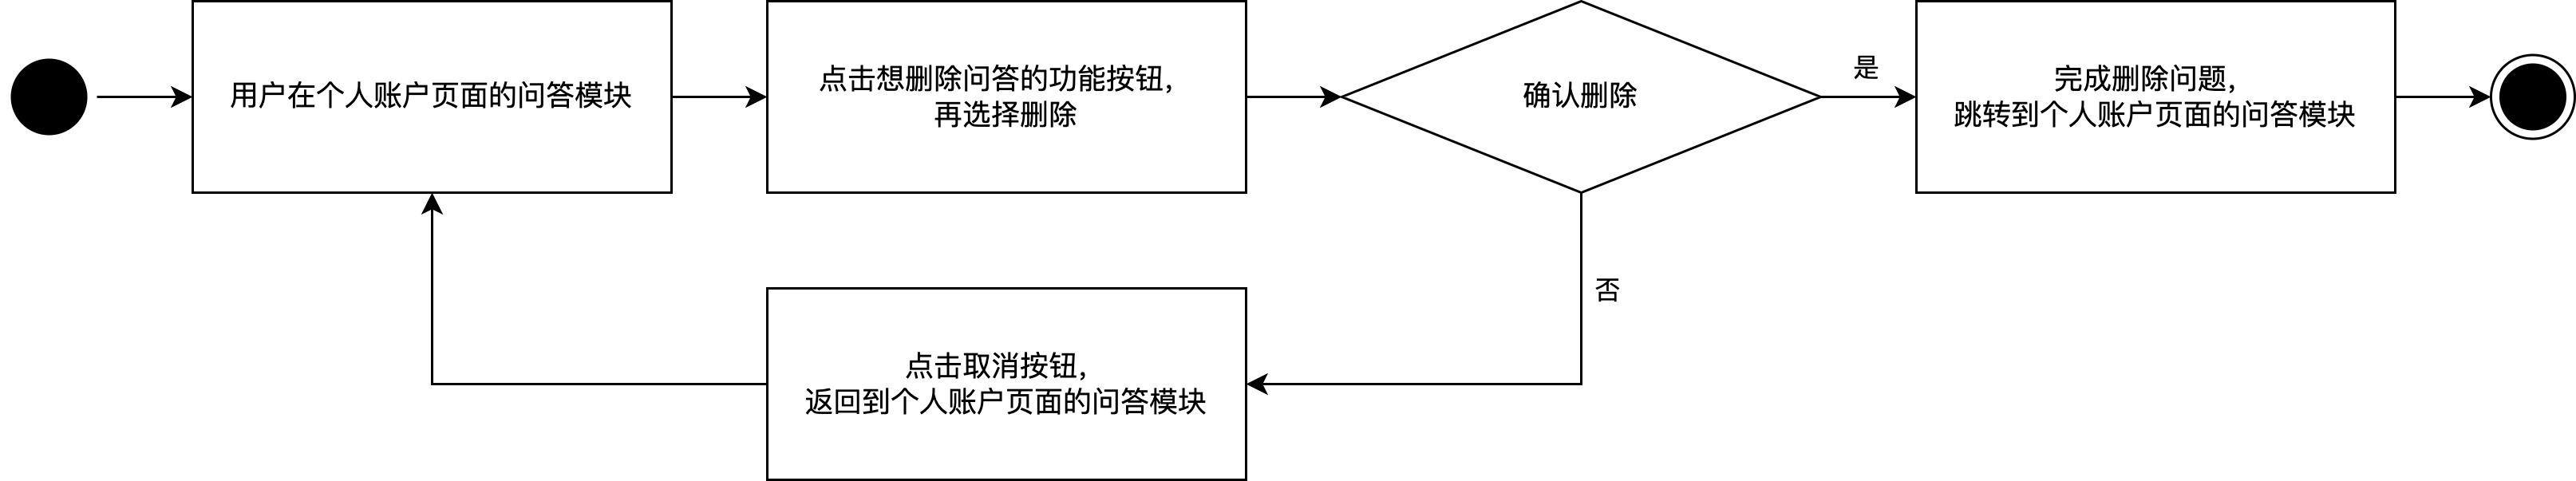 用户在个人账户页面的问答模块
点击想删除问答的功能按钮，
再选择删除
确认删除
是
完成删除问题，
跳转到个人账户页面的问答模块
否
点击取消按钮，
返回到个人账户页面的问答模块